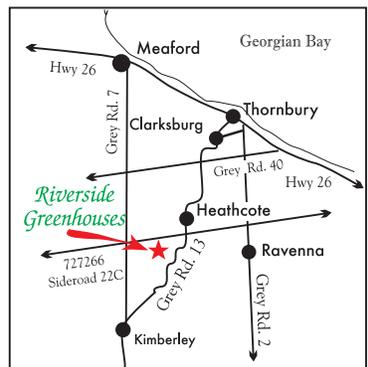 Meaford
Georgian Bay
Hwy 26
Grey Rd. 7
Thornbury
Clarksburg
Grey Rd. 40
Hwy 26
Riverside
Greenhouses
Heathcote
727266
Sideroad 22C
Grey Rd. 13
Ravenna
Grey Rd. 2
Kimberley